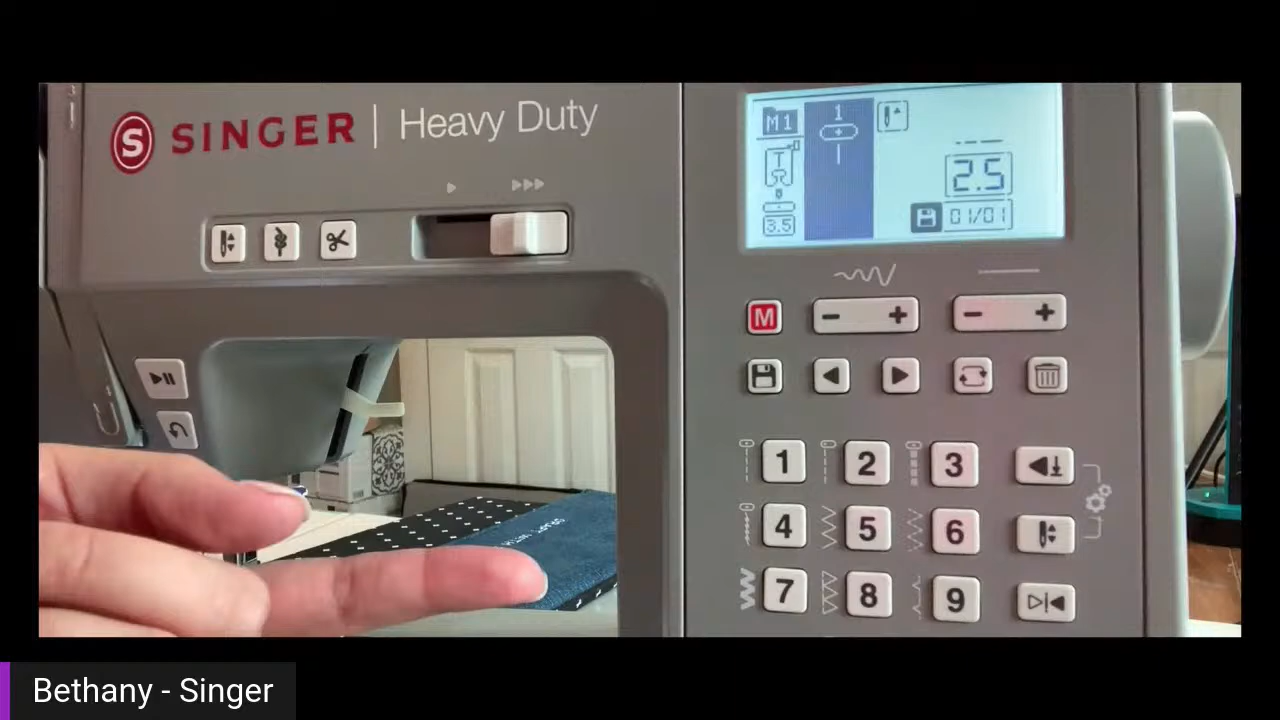 S SINGER | Heavy Duty
M1
1
T
3.5
2.5
01/01
M
1 2 3
4 5 6
7 8 9
Bethany - Singer